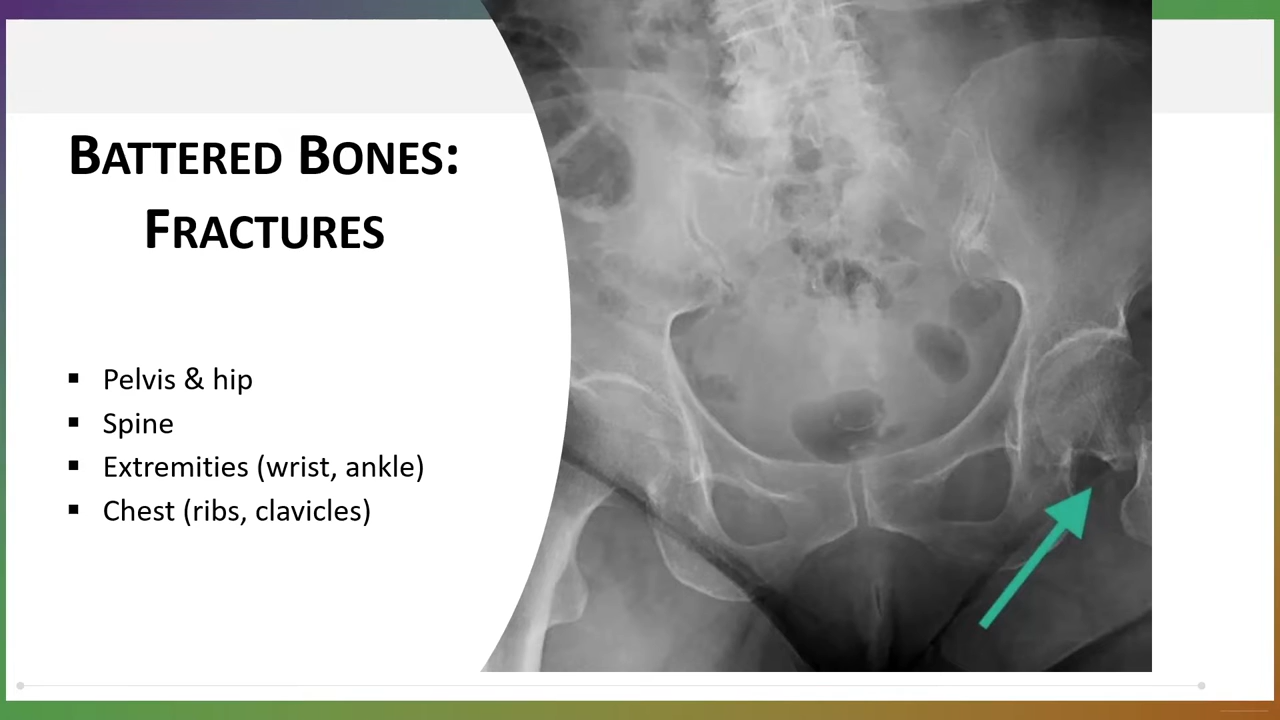 BATTERED BONES:
FRACTURES
▪ Pelvis & hip
▪ Spine
▪ Extremities (wrist, ankle)
▪ Chest (ribs, clavicles)